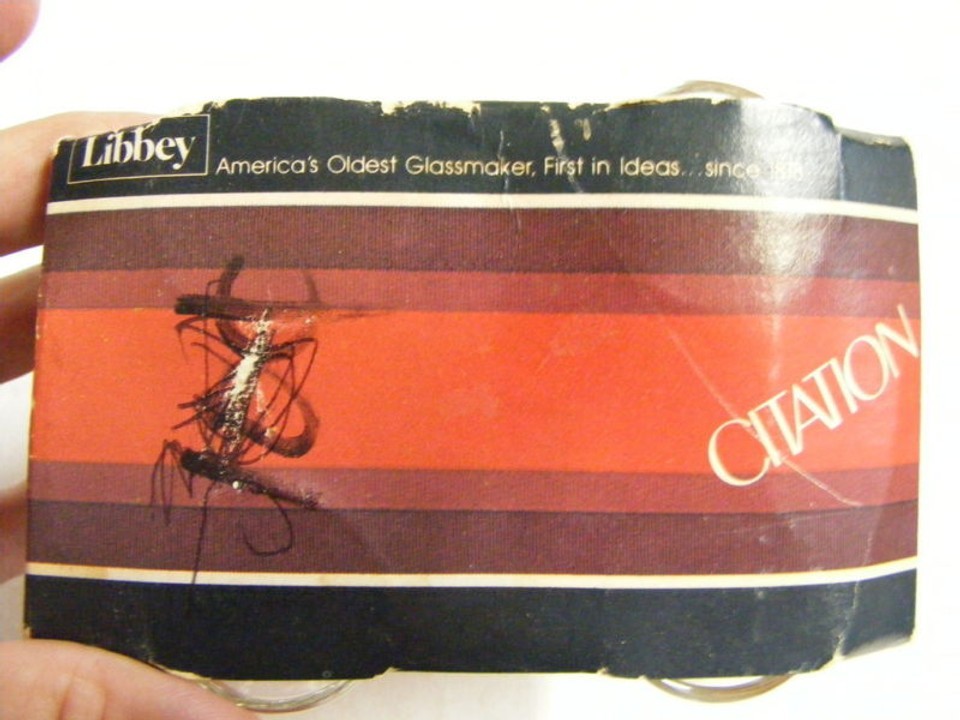 Libbey
America's Oldest Glassmaker, First in Ideas...since
CITATION